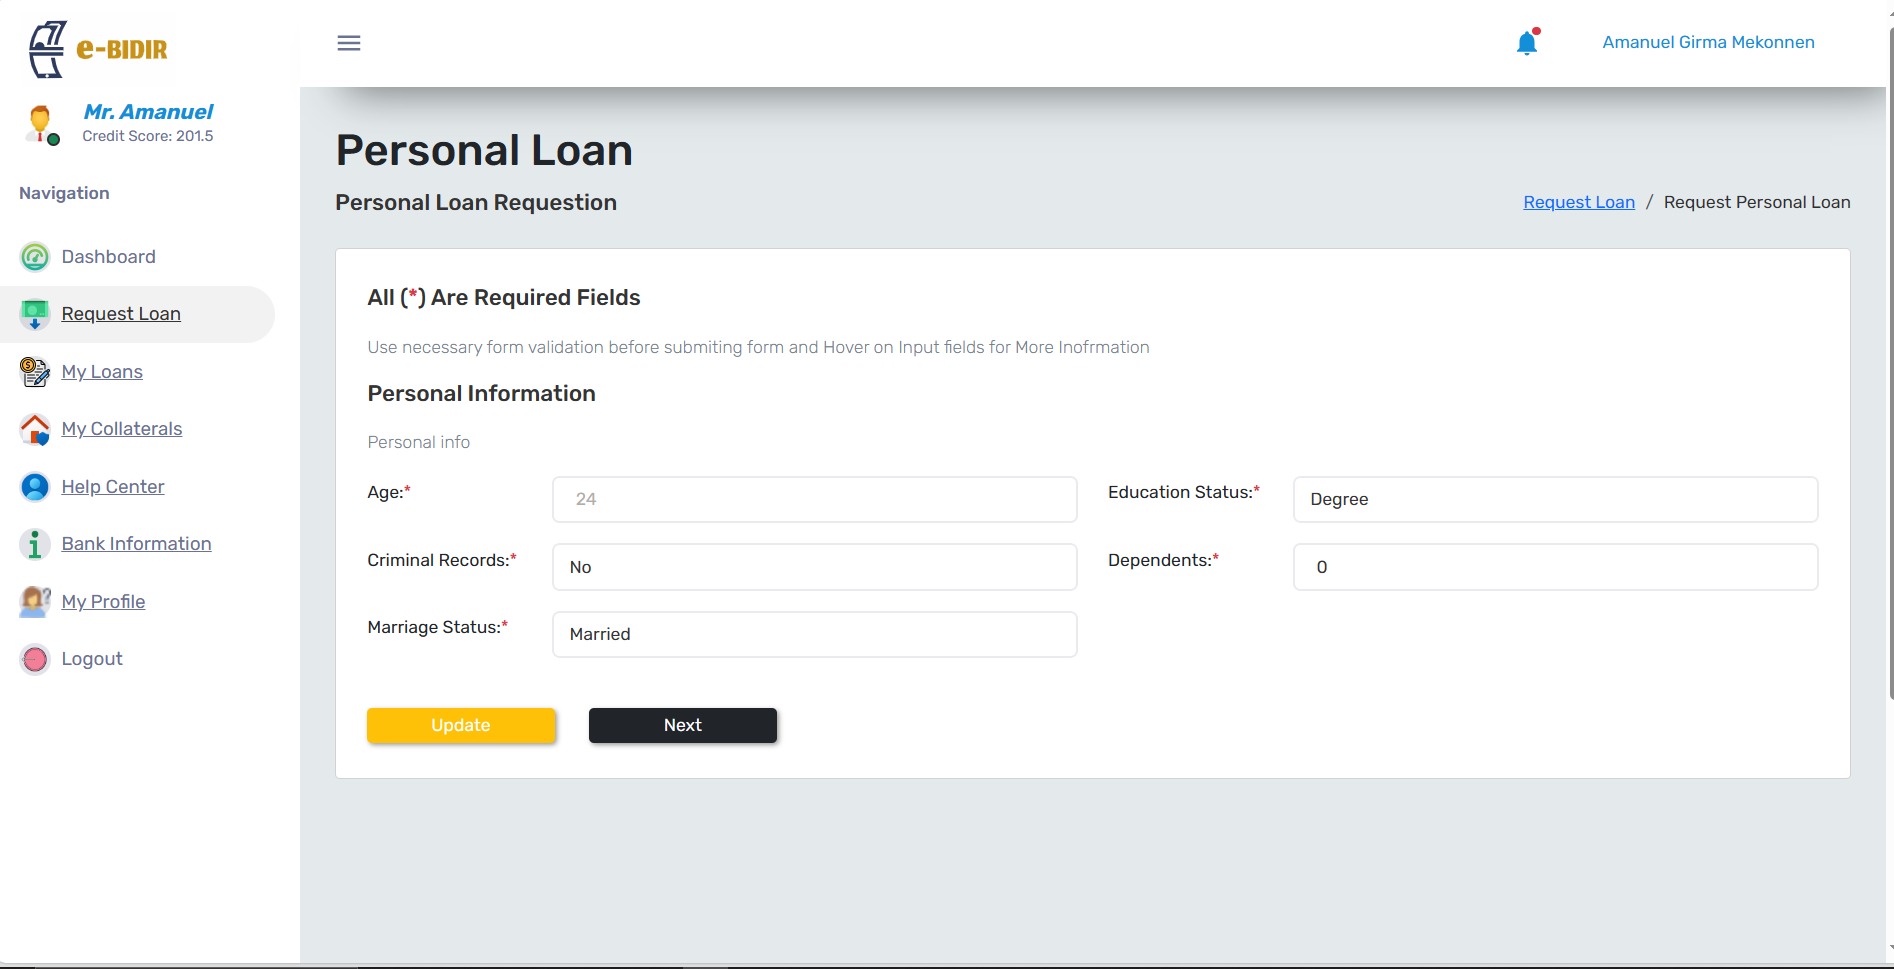 e-BIDIR
Mr. Amanuel
Credit Score: 201.5
Navigation
Dashboard
Request Loan
My Loans
My Collaterals
Help Center
Bank Information
My Profile
Logout
Amanuel Girma Mekonnen
Personal Loan
Personal Loan Requestion
Request Loan / Request Personal Loan
All (*) Are Required Fields
Use necessary form validation before submiting form and Hover on Input fields for More Inofrmation
Personal Information
Personal info
Age:* 24 Education Status:* Degree
Criminal Records:* No Dependents:* 0
Marriage Status:* Married
Update Next